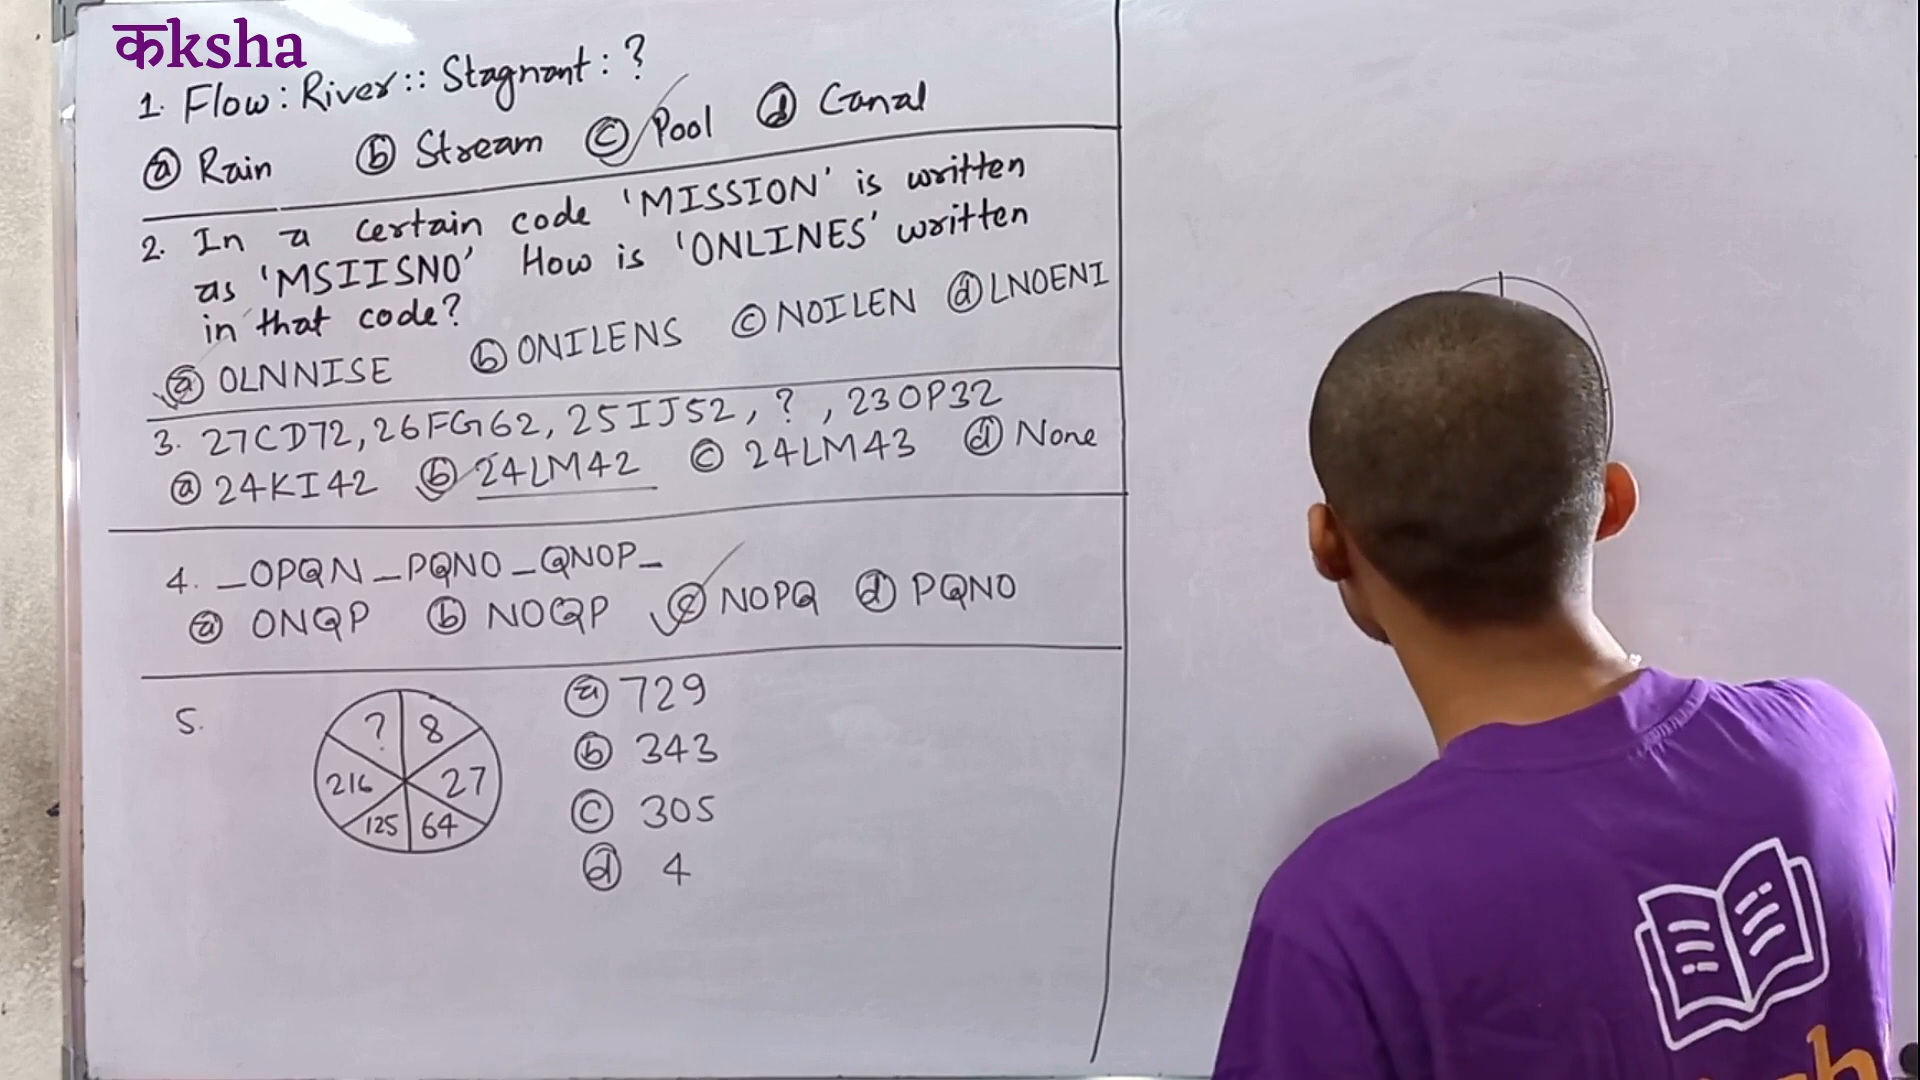 कksha
1. Flow : River :: Stagnant : ?
ⓐ Rain ⓑ Stream ⓒ Pool ⓓ Canal
2. In a certain code 'MISSION' is written
as 'MSIISNO' How is 'ONLINES' written
in that code?
ⓐ OLNNISE ⓑ ONILENS ⓒ NOILEN ⓓ LNOENI
3. 27CD72, 26FG62, 25IJ52, ?, 23OP32
ⓐ 24KI42 ⓑ 24LM42 ⓒ 24LM43 ⓓ None
4. _OPQN_PQNO_QNOP_
ⓐ ONQP ⓑ NOQP ⓒ NOPQ ⓓ PQNO
5.
? 8
216 27
125 64
ⓐ 729
ⓑ 343
ⓒ 305
ⓓ 4